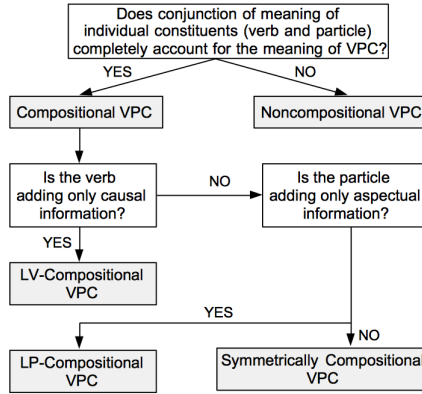 Does conjunction of meaning of
individual constituents (verb and particle)
completely account for the meaning of VPC?
YES
NO
Compositional VPC
Noncompositional VPC
Is the verb
adding only causal
information?
NO
Is the particle
adding only aspectual
information?
YES
LV-Compositional
VPC
YES
NO
LP-Compositional
VPC
Symmetrically Compositional
VPC